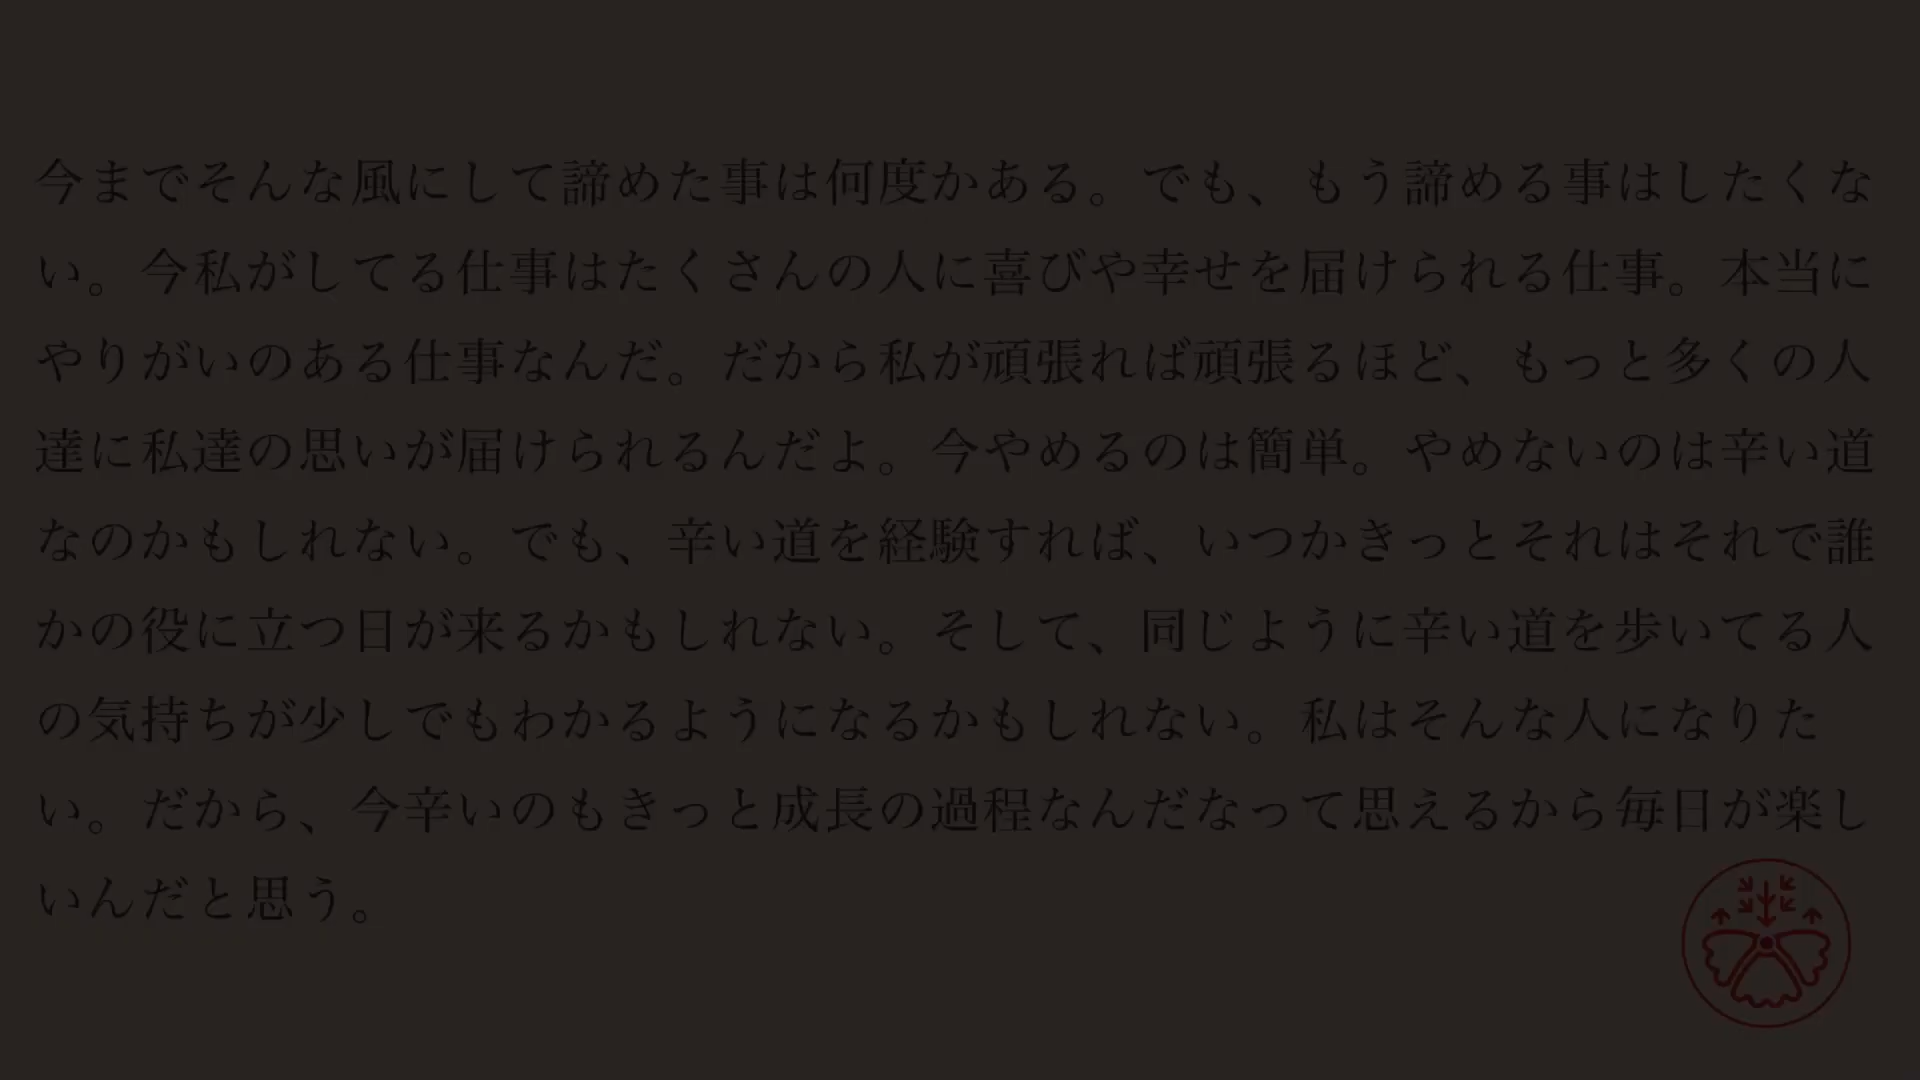 今までそんな風にして諦めた事は何度かある。でも、もう諦める事はしたくな
い。今私がしてる仕事はたくさんの人に喜びや幸せを届けられる仕事。本当に
やりがいのある仕事なんだ。だから私が頑張れば頑張るほど、もっと多くの人
達に私達の思いが届けられるんだよ。今やめるのは簡単。やめないのは辛い道
なのかもしれない。でも、辛い道を経験すれば、いつかきっとそれはそれで誰
かの役に立つ日が来るかもしれない。そして、同じように辛い道を歩いてる人
の気持ちが少しでもわかるようになるかもしれない。私はそんな人になりた
い。だから、今辛いのもきっと成長の過程なんだなって思えるから毎日が楽し
いんだと思う。